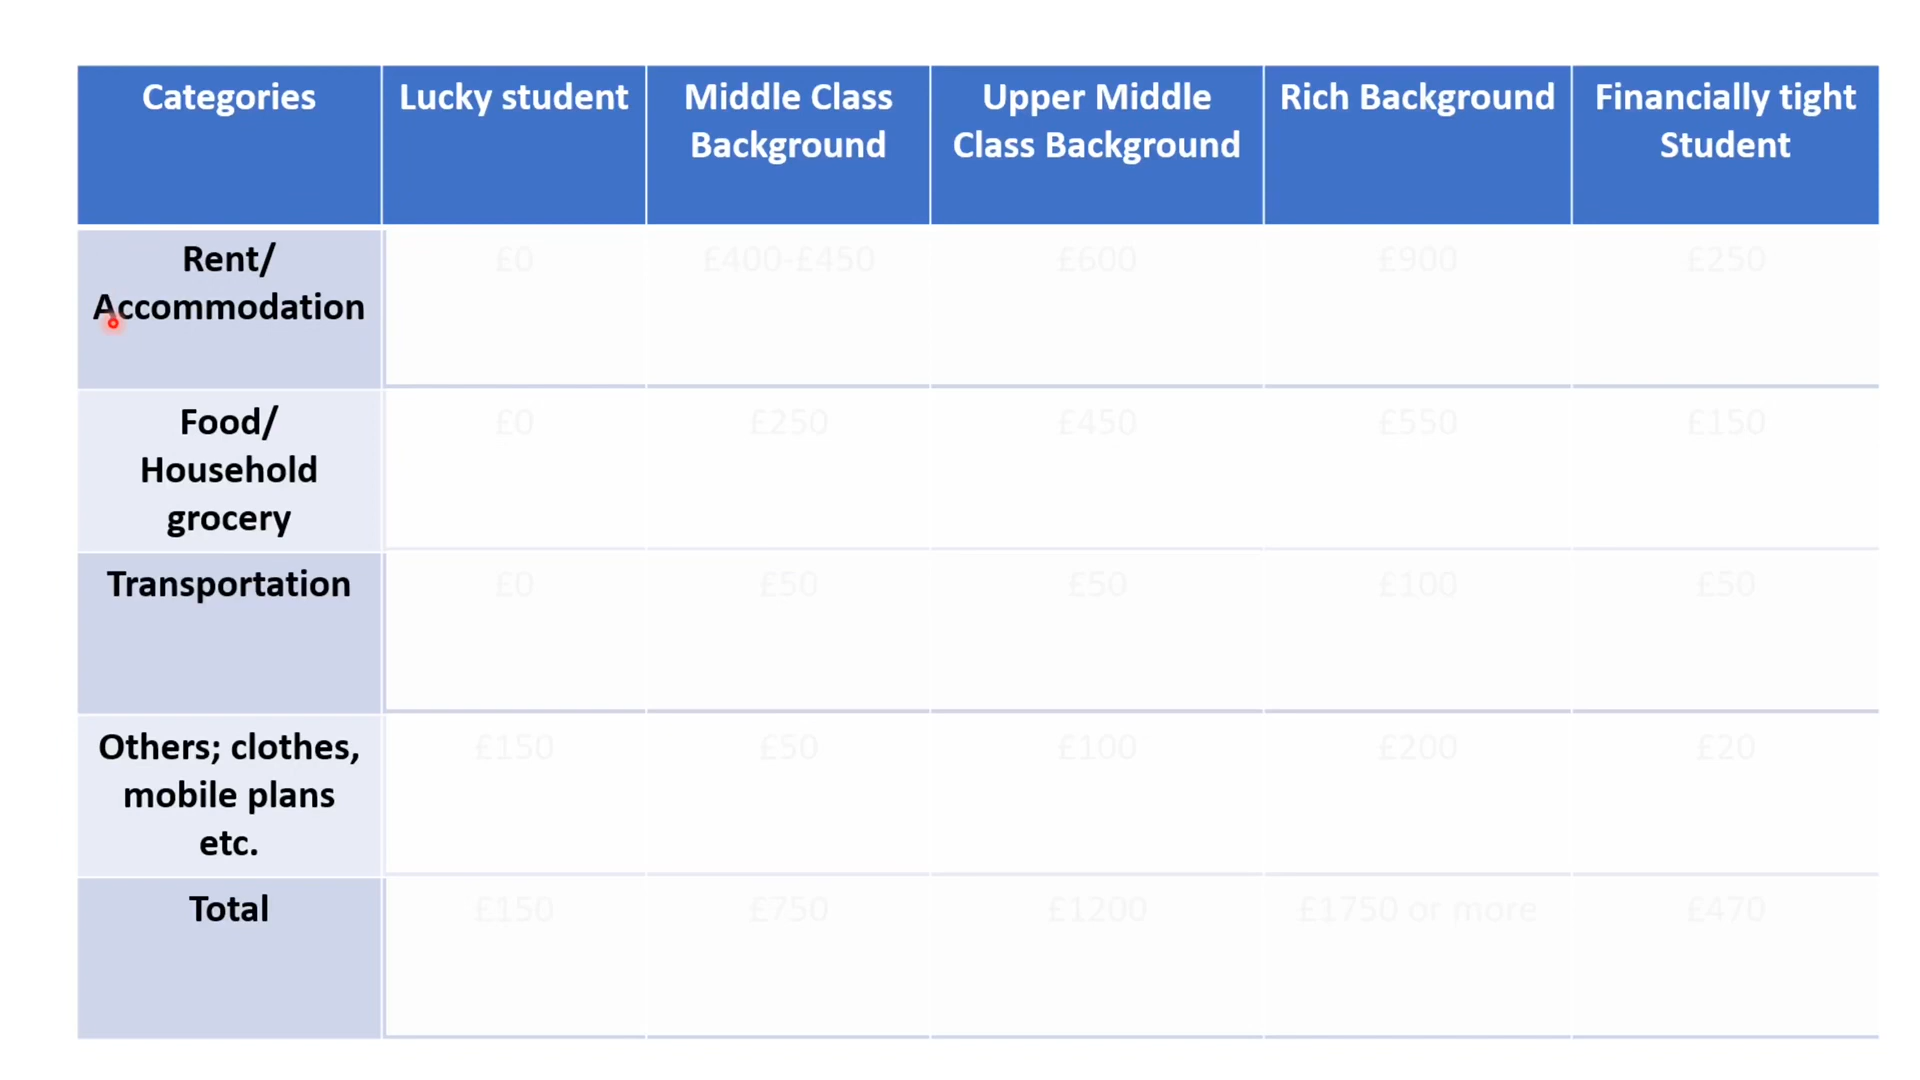 Categories
Lucky student
Middle Class
Background
Upper Middle
Class Background
Rich Background
Financially tight
Student
Rent/
Accommodation
£0
£400-£450
£600
£900
£250
Food/
Household
grocery
£0
£250
£450
£550
£150
Transportation
£0
£50
£50
£100
£50
Others; clothes,
mobile plans
etc.
£150
£50
£100
£200
£20
Total
£150
£750
£1200
£1750 or more
£470